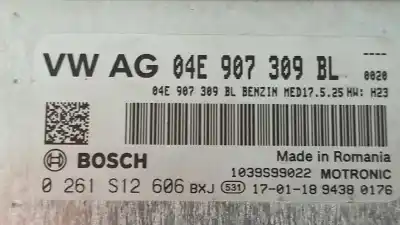 VW AG 04E 907 309 BL 0020
04E 907 309 BL BENZIN MED17.5.25 HW: H23
BOSCH
Made in Romania
1039S99022 MOTRONIC
0 261 S12 606 BXJ 531 17-01-18 9438 0176